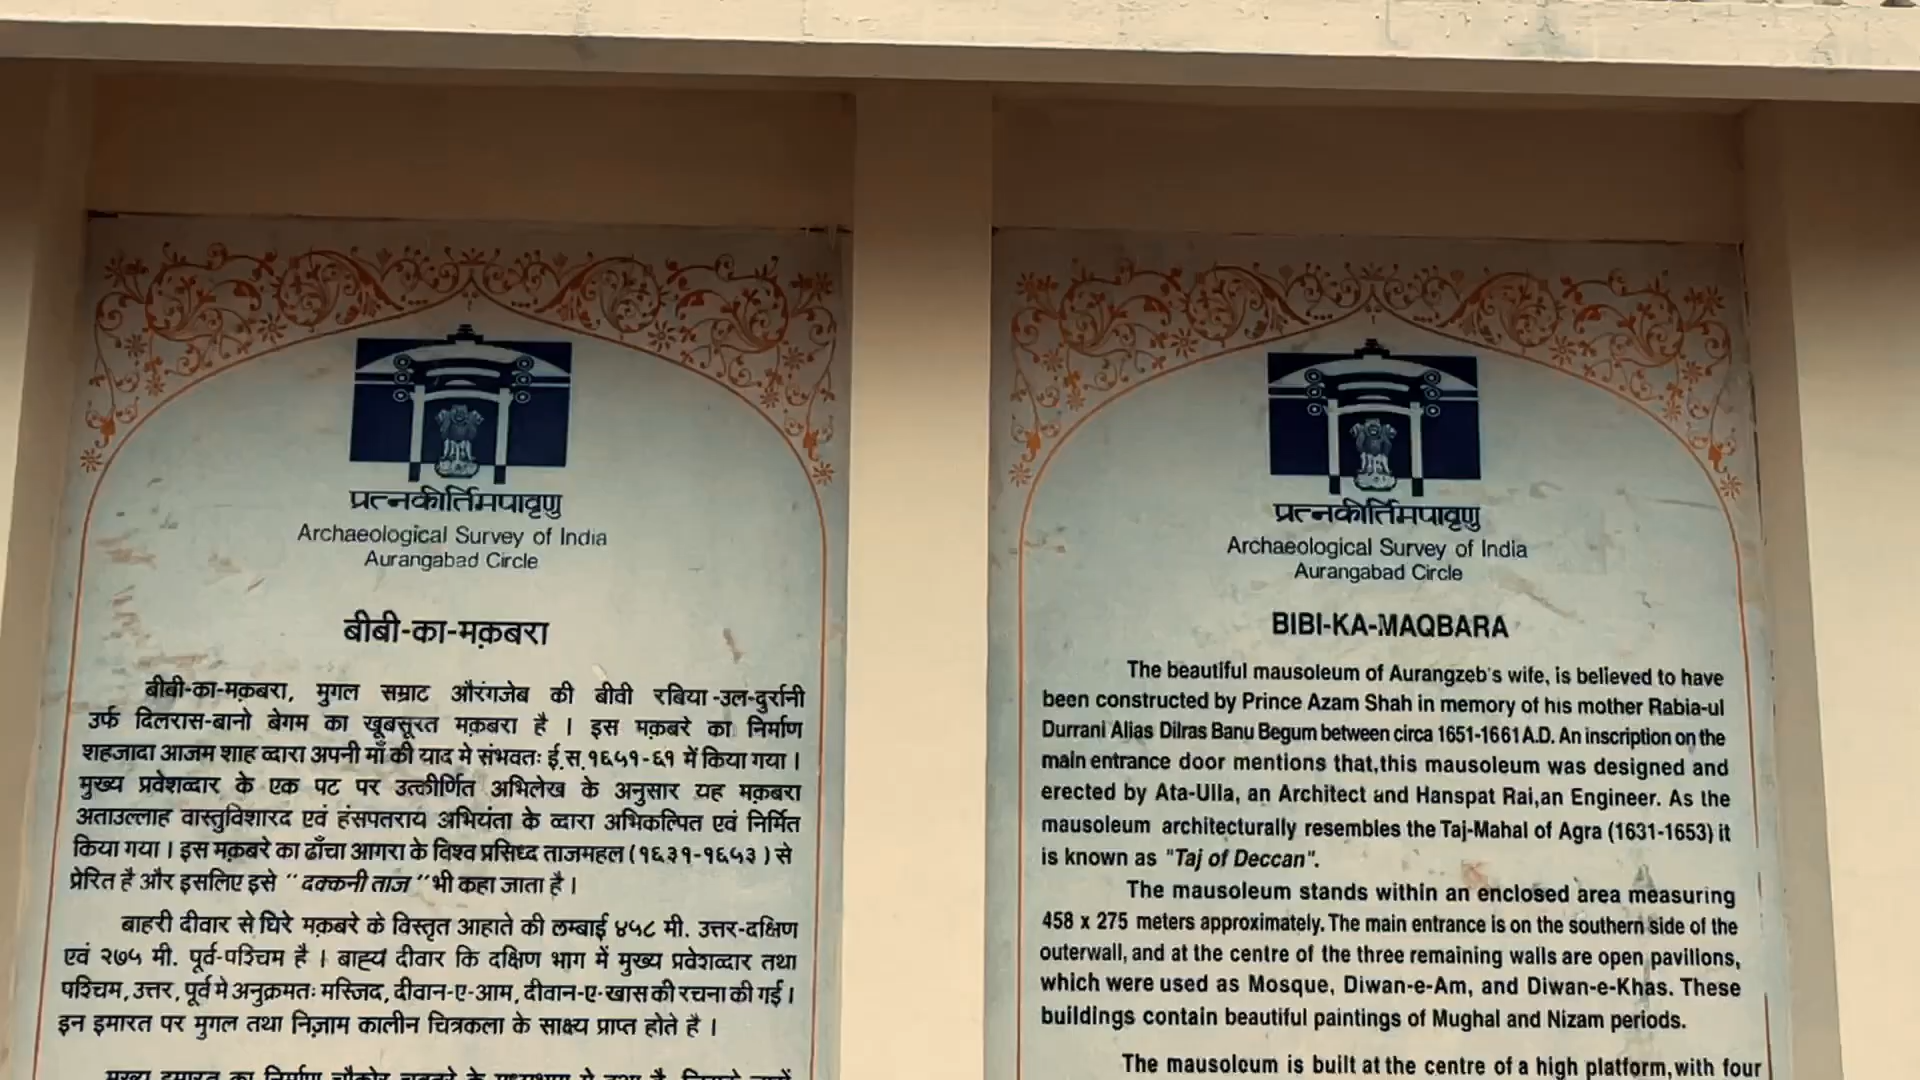 प्रत्नकीर्तिमपावृणु
Archaeological Survey of India
Aurangabad Circle
बीबी-का-मक़बरा
बीबी-का-मक़बरा, मुगल सम्राट औरंगजेब की बीवी रबिया-उल-दुर्रानी
उर्फ दिलरास-बानो बेगम का खूबसूरत मक़बरा है । इस मक़बरे का निर्माण
शहजादा आजम शाह व्दारा अपनी माँ की याद मे संभवतः ई.स.१६५१-६१ में किया गया ।
मुख्य प्रवेशव्दार के एक पट पर उत्कीर्णित अभिलेख के अनुसार यह मक़बरा
अताउल्लाह वास्तुविशारद एवं हंसपतराय अभियंता के व्दारा अभिकल्पित एवं निर्मित
किया गया । इस मक़बरे का ढाँचा आगरा के विश्व प्रसिध्द ताजमहल (१६३१-१६५३ ) से
प्रेरित है और इसलिए इसे "दक्कनी ताज" भी कहा जाता है ।
बाहरी दीवार से घिरे मक़बरे के विस्तृत आहाते की लम्बाई ४५८ मी. उत्तर-दक्षिण
एवं २७५ मी. पूर्व-पश्चिम है । बाह्य दीवार कि दक्षिण भाग में मुख्य प्रवेशव्दार तथा
पश्चिम, उत्तर, पूर्व मे अनुक्रमतः मस्जिद, दीवान-ए-आम, दीवान-ए-खास की रचना की गई ।
इन इमारत पर मुगल तथा निज़ाम कालीन चित्रकला के साक्ष्य प्राप्त होते है ।
प्रत्नकीर्तिमपावृणु
Archaeological Survey of India
Aurangabad Circle
BIBI-KA-MAQBARA
The beautiful mausoleum of Aurangzeb's wife, is believed to have
been constructed by Prince Azam Shah in memory of his mother Rabia-ul
Durrani Alias Dilras Banu Begum between circa 1651-1661 A.D. An inscription on the
main entrance door mentions that,this mausoleum was designed and
erected by Ata-Ulla, an Architect and Hanspat Rai,an Engineer. As the
mausoleum architecturally resembles the Taj-Mahal of Agra (1631-1653) it
is known as "Taj of Deccan".
The mausoleum stands within an enclosed area measuring
458 x 275 meters approximately. The main entrance is on the southern side of the
outerwall, and at the centre of the three remaining walls are open pavilions,
which were used as Mosque, Diwan-e-Am, and Diwan-e-Khas. These
buildings contain beautiful paintings of Mughal and Nizam periods.
The mausoleum is built at the centre of a high platform, with four